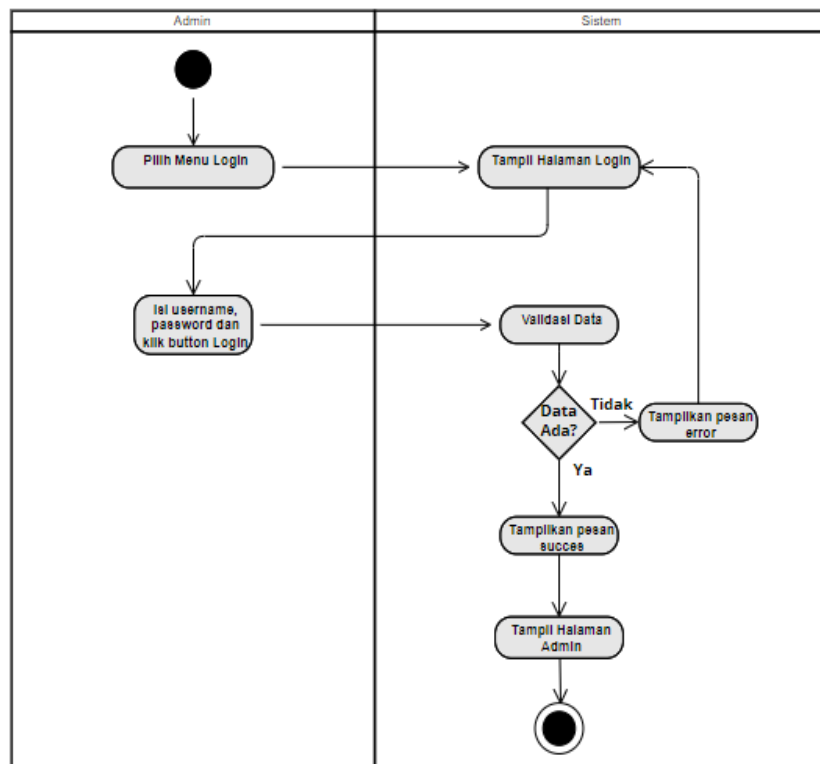 Admin
Sistem
Pilih Menu Login
Tampil Halaman Login
Isi username,
password dan
klik button Login
Validasi Data
Data
Ada?
Tidak
Tampilkan pesan
error
Ya
Tampilkan pesan
succes
Tampil Halaman
Admin